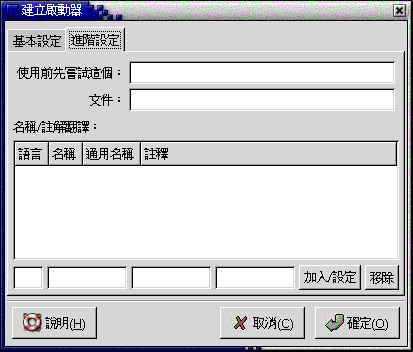 建立啟動器
基本設定 進階設定
使用前先嘗試這個：
文件：
名稱/註解翻譯：
語言 名稱 通用名稱 註釋
加入/設定 移除
說明(H) 取消(C) 確定(O)